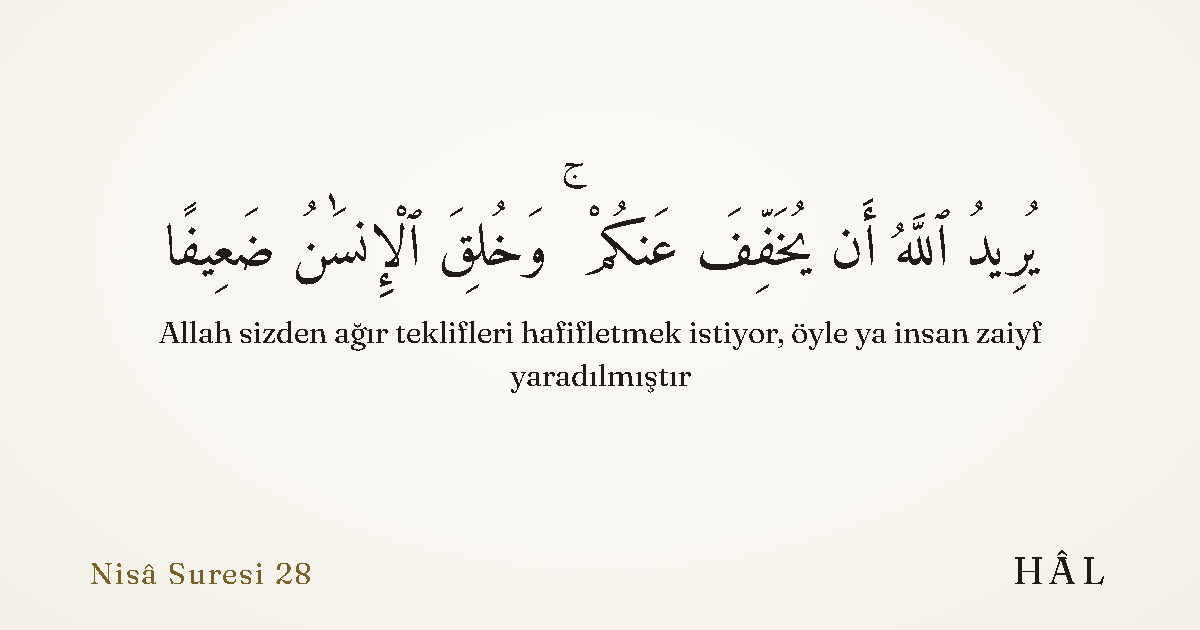 يُرِيدُ ٱللَّهُ أَن يُخَفِّفَ عَنكُمْ ۚ وَخُلِقَ ٱلْإِنسَٰنُ ضَعِيفًا
Allah sizden ağır teklifleri hafifletmek istiyor, öyle ya insan zaiyf
yaradılmıştır
Nisâ Suresi 28
HÂL